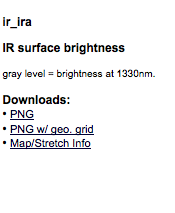 ir_ira
IR surface brightness
gray level = brightness at 1330nm.
Downloads:
• PNG
• PNG w/ geo. grid
• Map/Stretch Info